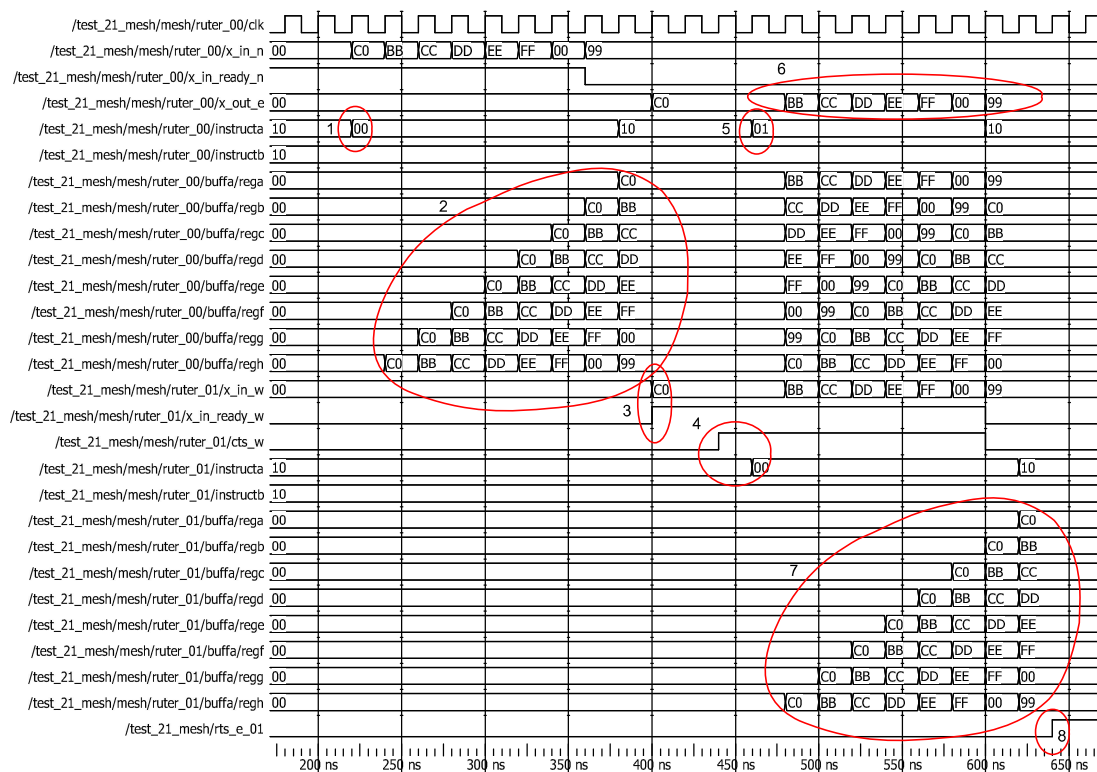 /test_21_mesh/mesh/ruter_00/clk
/test_21_mesh/mesh/ruter_00/x_in_n 00 C0 BB CC DD EE FF 00 99
/test_21_mesh/mesh/ruter_00/x_in_ready_n 6
/test_21_mesh/mesh/ruter_00/x_out_e 00 C0 BB CC DD EE FF 00 99
/test_21_mesh/mesh/ruter_00/instructa 10 1 00 10 5 01 10
/test_21_mesh/mesh/ruter_00/instructb 10
/test_21_mesh/mesh/ruter_00/buffa/rega 00 C0 BB CC DD EE FF 00 99
/test_21_mesh/mesh/ruter_00/buffa/regb 00 2 C0 BB CC DD EE FF 00 99 C0
/test_21_mesh/mesh/ruter_00/buffa/regc 00 C0 BB CC DD EE FF 00 99 C0 BB
/test_21_mesh/mesh/ruter_00/buffa/regd 00 C0 BB CC DD EE FF 00 99 C0 BB CC
/test_21_mesh/mesh/ruter_00/buffa/rege 00 C0 BB CC DD EE FF 00 99 C0 BB CC DD
/test_21_mesh/mesh/ruter_00/buffa/regf 00 C0 BB CC DD EE FF 00 99 C0 BB CC DD EE
/test_21_mesh/mesh/ruter_00/buffa/regg 00 C0 BB CC DD EE FF 00 99 C0 BB CC DD EE FF
/test_21_mesh/mesh/ruter_00/buffa/regh 00 C0 BB CC DD EE FF 00 99 C0 BB CC DD EE FF 00
/test_21_mesh/mesh/ruter_01/x_in_w 00 C0 BB CC DD EE FF 00 99
/test_21_mesh/mesh/ruter_01/x_in_ready_w 3
/test_21_mesh/mesh/ruter_01/cts_w 4
/test_21_mesh/mesh/ruter_01/instructa 10 00 10
/test_21_mesh/mesh/ruter_01/instructb 10
/test_21_mesh/mesh/ruter_01/buffa/rega 00 C0
/test_21_mesh/mesh/ruter_01/buffa/regb 00 C0 BB
/test_21_mesh/mesh/ruter_01/buffa/regc 00 7 C0 BB CC
/test_21_mesh/mesh/ruter_01/buffa/regd 00 C0 BB CC DD
/test_21_mesh/mesh/ruter_01/buffa/rege 00 C0 BB CC DD EE
/test_21_mesh/mesh/ruter_01/buffa/regf 00 C0 BB CC DD EE FF
/test_21_mesh/mesh/ruter_01/buffa/regg 00 C0 BB CC DD EE FF 00
/test_21_mesh/mesh/ruter_01/buffa/regh 00 C0 BB CC DD EE FF 00 99
/test_21_mesh/rts_e_01 8
200 ns 250 ns 300 ns 350 ns 400 ns 450 ns 500 ns 550 ns 600 ns 650 ns